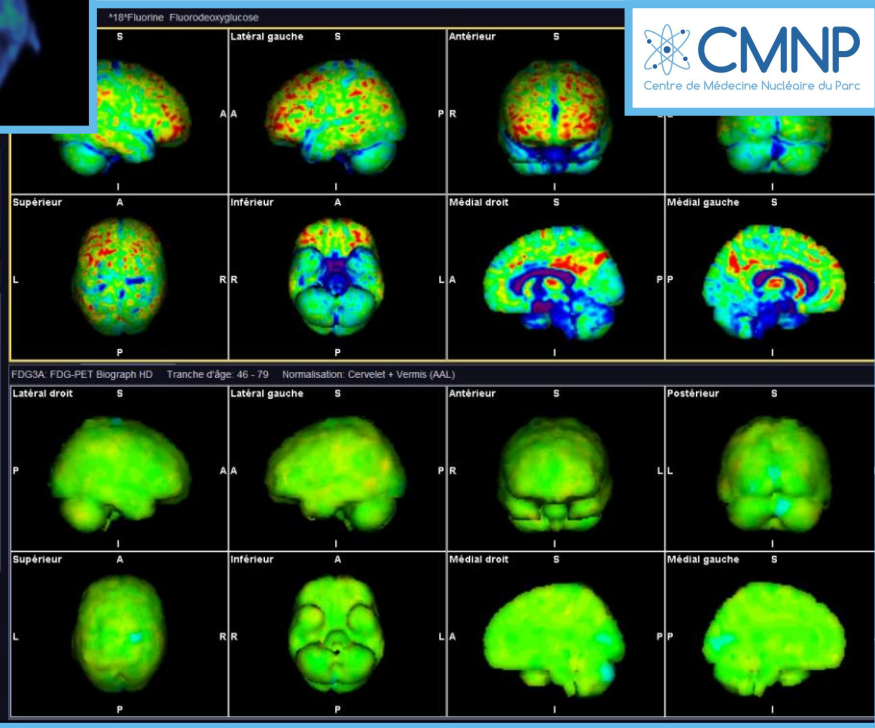 ^18^Fluorine Fluorodeoxyglucose
CMNP
Centre de Médecine Nucléaire du Parc
S
Latéral gauche S
Antérieur S
A
A
P
R
I
I
I
I
Supérieur A
Inférieur A
Médial droit S
Médial gauche S
L
R
R
L
A
P
P
P
P
I
I
FDG3A: FDG-PET Biograph HD Tranche d'âge: 46 - 79 Normalisation: Cervelet + Vermis (AAL)
Latéral droit S
Latéral gauche S
Antérieur S
Postérieur S
P
A
A
P
R
L
L
I
I
I
I
Supérieur A
Inférieur A
Médial droit S
Médial gauche S
L
R
R
L
A
P
P
P
P
I
I